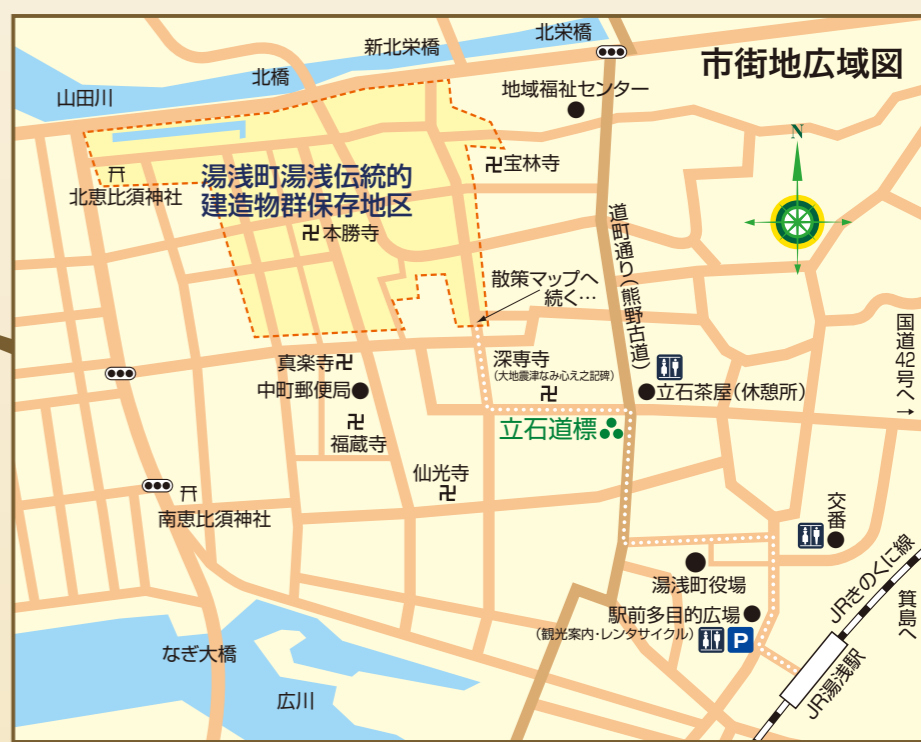 市街地広域図
北栄橋
新北栄橋
北橋
山田川
地域福祉センター
N
卍宝林寺
北恵比須神社
湯浅町湯浅伝統的
建造物群保存地区
卍本勝寺
道町通り(熊野古道)
散策マップへ
続く…
国道42号へ→
真楽寺卍
中町郵便局
深専寺
(大地震津なみ心え之記碑)
卍
立石茶屋(休憩所)
卍
福蔵寺
立石道標
仙光寺
卍
南恵比須神社
交番
湯浅町役場
駅前多目的広場
(観光案内・レンタサイクル)
P
JRきのくに線
箕島へ
JR湯浅駅
なぎ大橋
広川